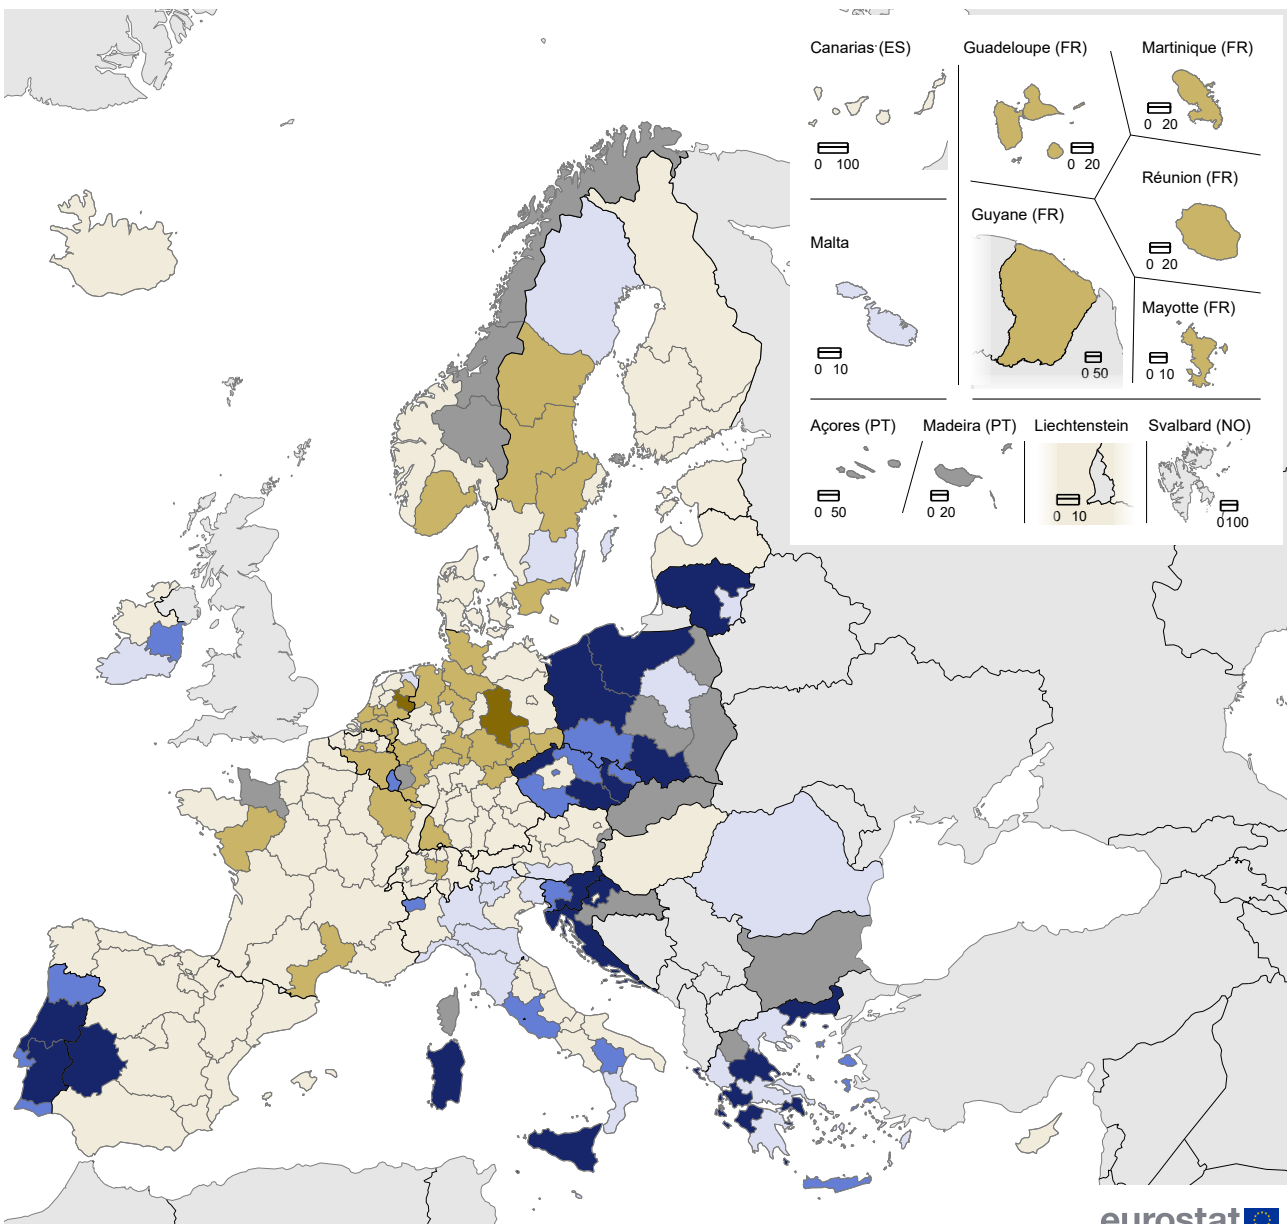 Canarias (ES)
0 100
Guadeloupe (FR)
0 20
Martinique (FR)
0 20
Réunion (FR)
0 20
Guyane (FR)
0 50
Mayotte (FR)
0 10
Malta
0 10
Açores (PT)
0 50
Madeira (PT)
0 20
Liechtenstein
0 10
Svalbard (NO)
0100
eurostat